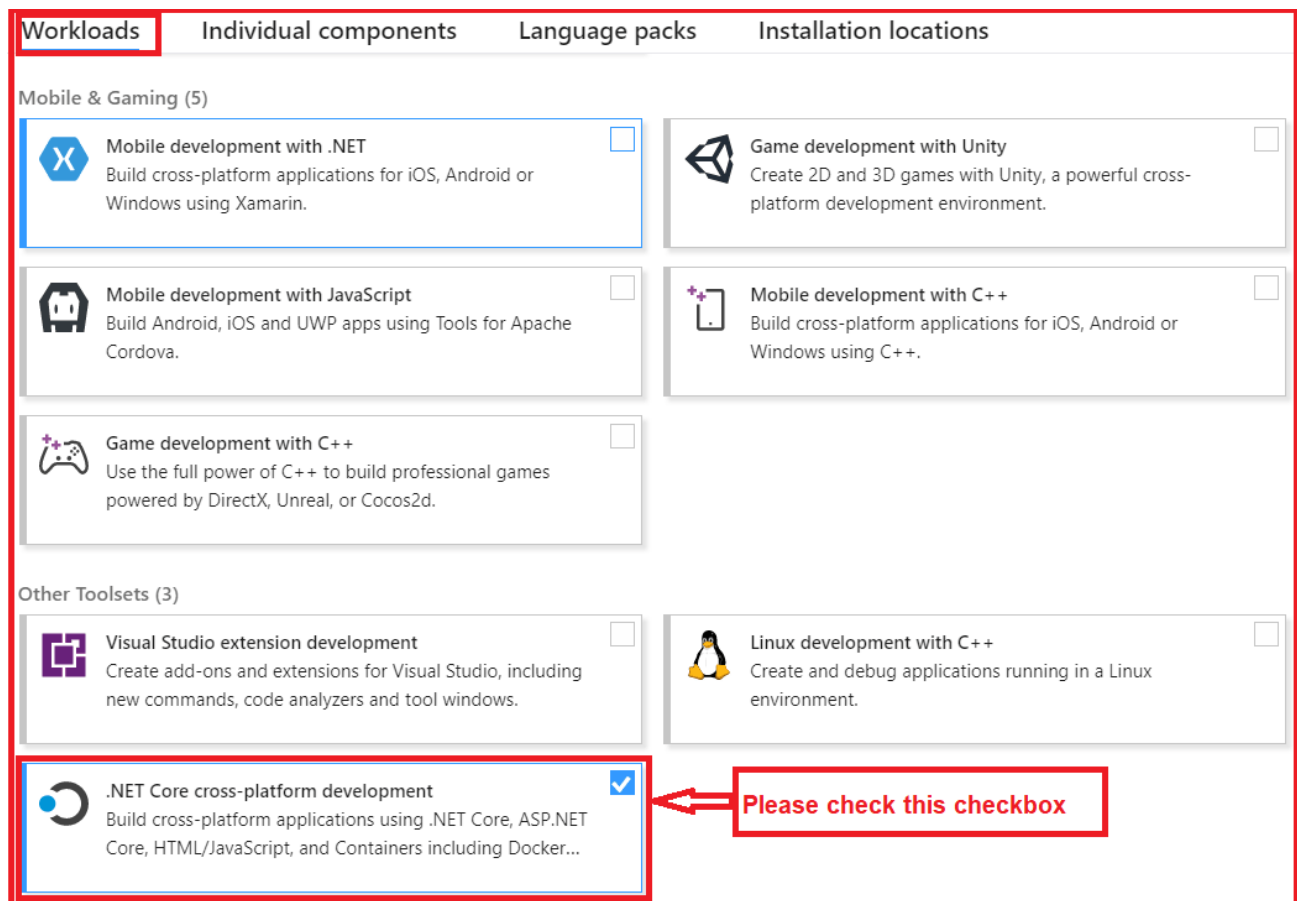 Workloads Individual components Language packs Installation locations
Mobile & Gaming (5)
Mobile development with .NET
Build cross-platform applications for iOS, Android or
Windows using Xamarin.
Game development with Unity
Create 2D and 3D games with Unity, a powerful cross-
platform development environment.
Mobile development with JavaScript
Build Android, iOS and UWP apps using Tools for Apache
Cordova.
Mobile development with C++
Build cross-platform applications for iOS, Android or
Windows using C++.
Game development with C++
Use the full power of C++ to build professional games
powered by DirectX, Unreal, or Cocos2d.
Other Toolsets (3)
Visual Studio extension development
Create add-ons and extensions for Visual Studio, including
new commands, code analyzers and tool windows.
Linux development with C++
Create and debug applications running in a Linux
environment.
.NET Core cross-platform development
Build cross-platform applications using .NET Core, ASP.NET
Core, HTML/JavaScript, and Containers including Docker...
Please check this checkbox